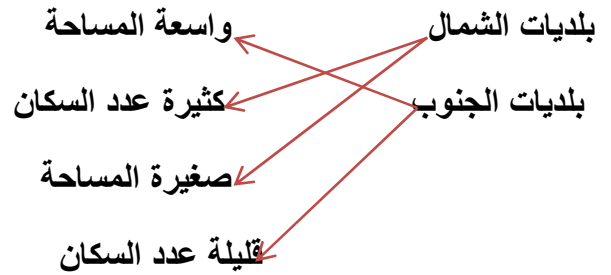 بلديات الشمال واسعة المساحة
بلديات الجنوب كثيرة عدد السكان
صغيرة المساحة
قليلة عدد السكان